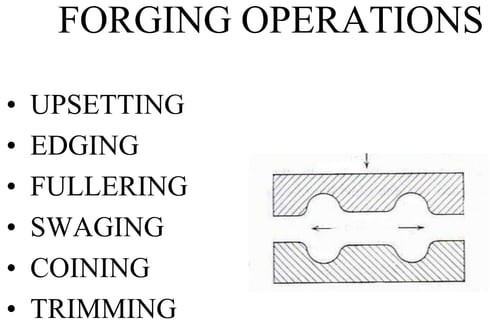 FORGING OPERATIONS
• UPSETTING
• EDGING
• FULLERING
• SWAGING
• COINING
• TRIMMING